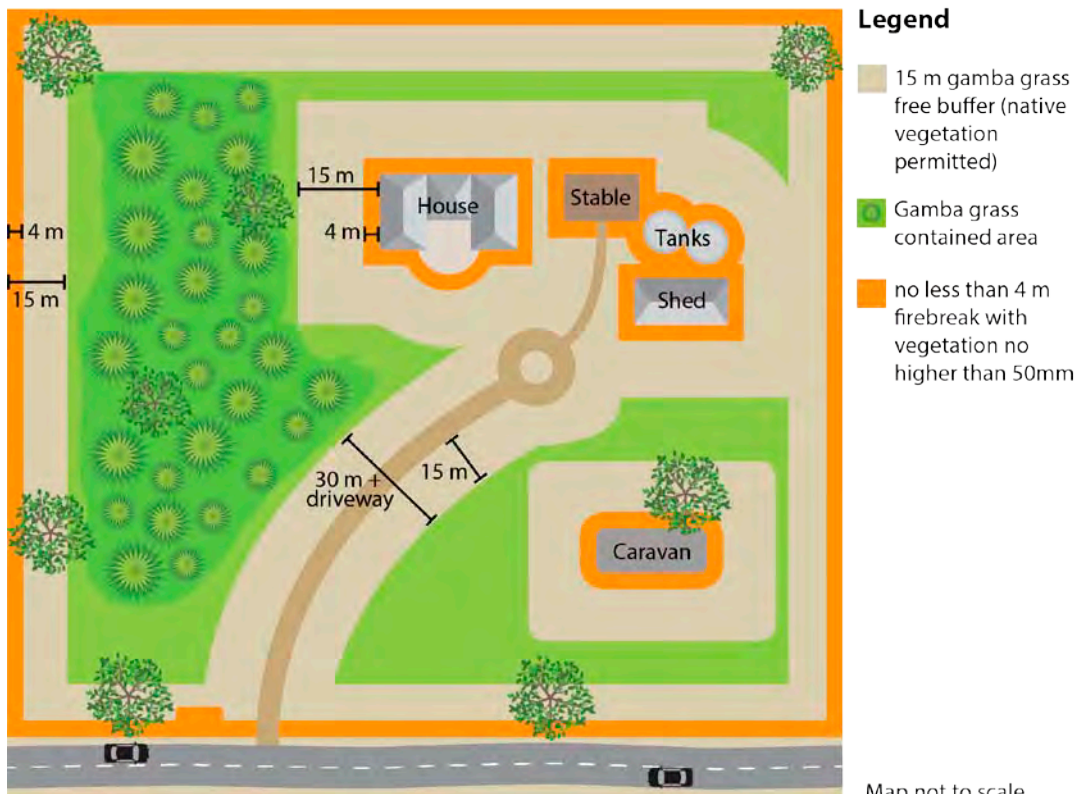 Legend
15 m gamba grass
free buffer (native
vegetation
permitted)
Gamba grass
contained area
no less than 4 m
firebreak with
vegetation no
higher than 50mm
15 m
House
4 m
Stable
Tanks
Shed
4 m
15 m
30 m +
driveway
15 m
Caravan
Map not to scale